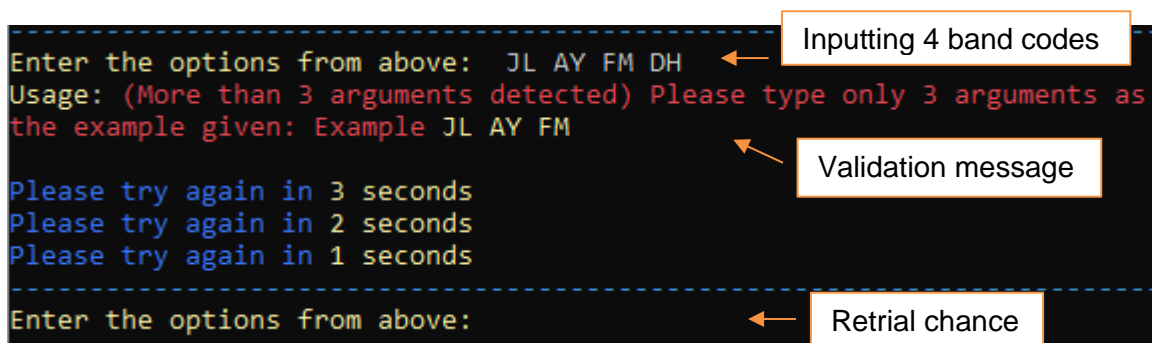 Inputting 4 band codes
Enter the options from above: JL AY FM DH
Usage: (More than 3 arguments detected) Please type only 3 arguments as
the example given: Example JL AY FM
Validation message
Please try again in 3 seconds
Please try again in 2 seconds
Please try again in 1 seconds
Enter the options from above:
Retrial chance